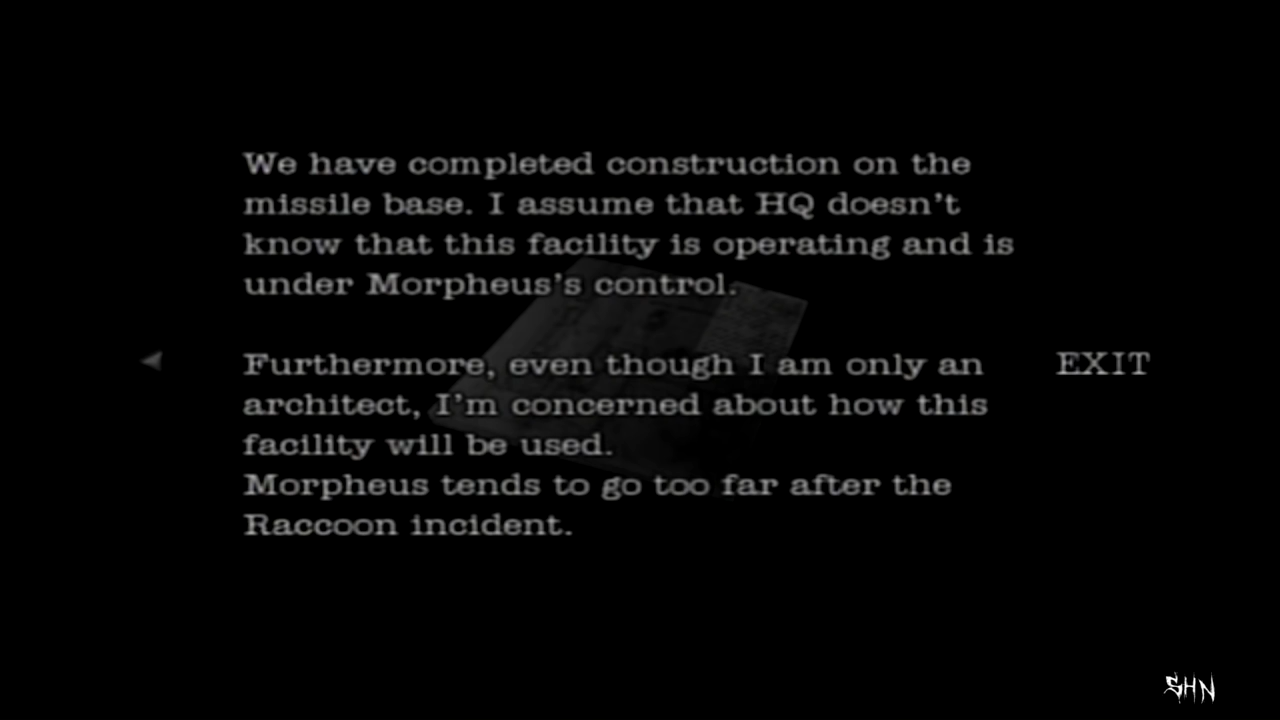 We have completed construction on the
missile base. I assume that HQ doesn't
know that this facility is operating and is
under Morpheus's control.
Furthermore, even though I am only an
architect, I'm concerned about how this
facility will be used.
Morpheus tends to go too far after the
Raccoon incident.
EXIT
SHN